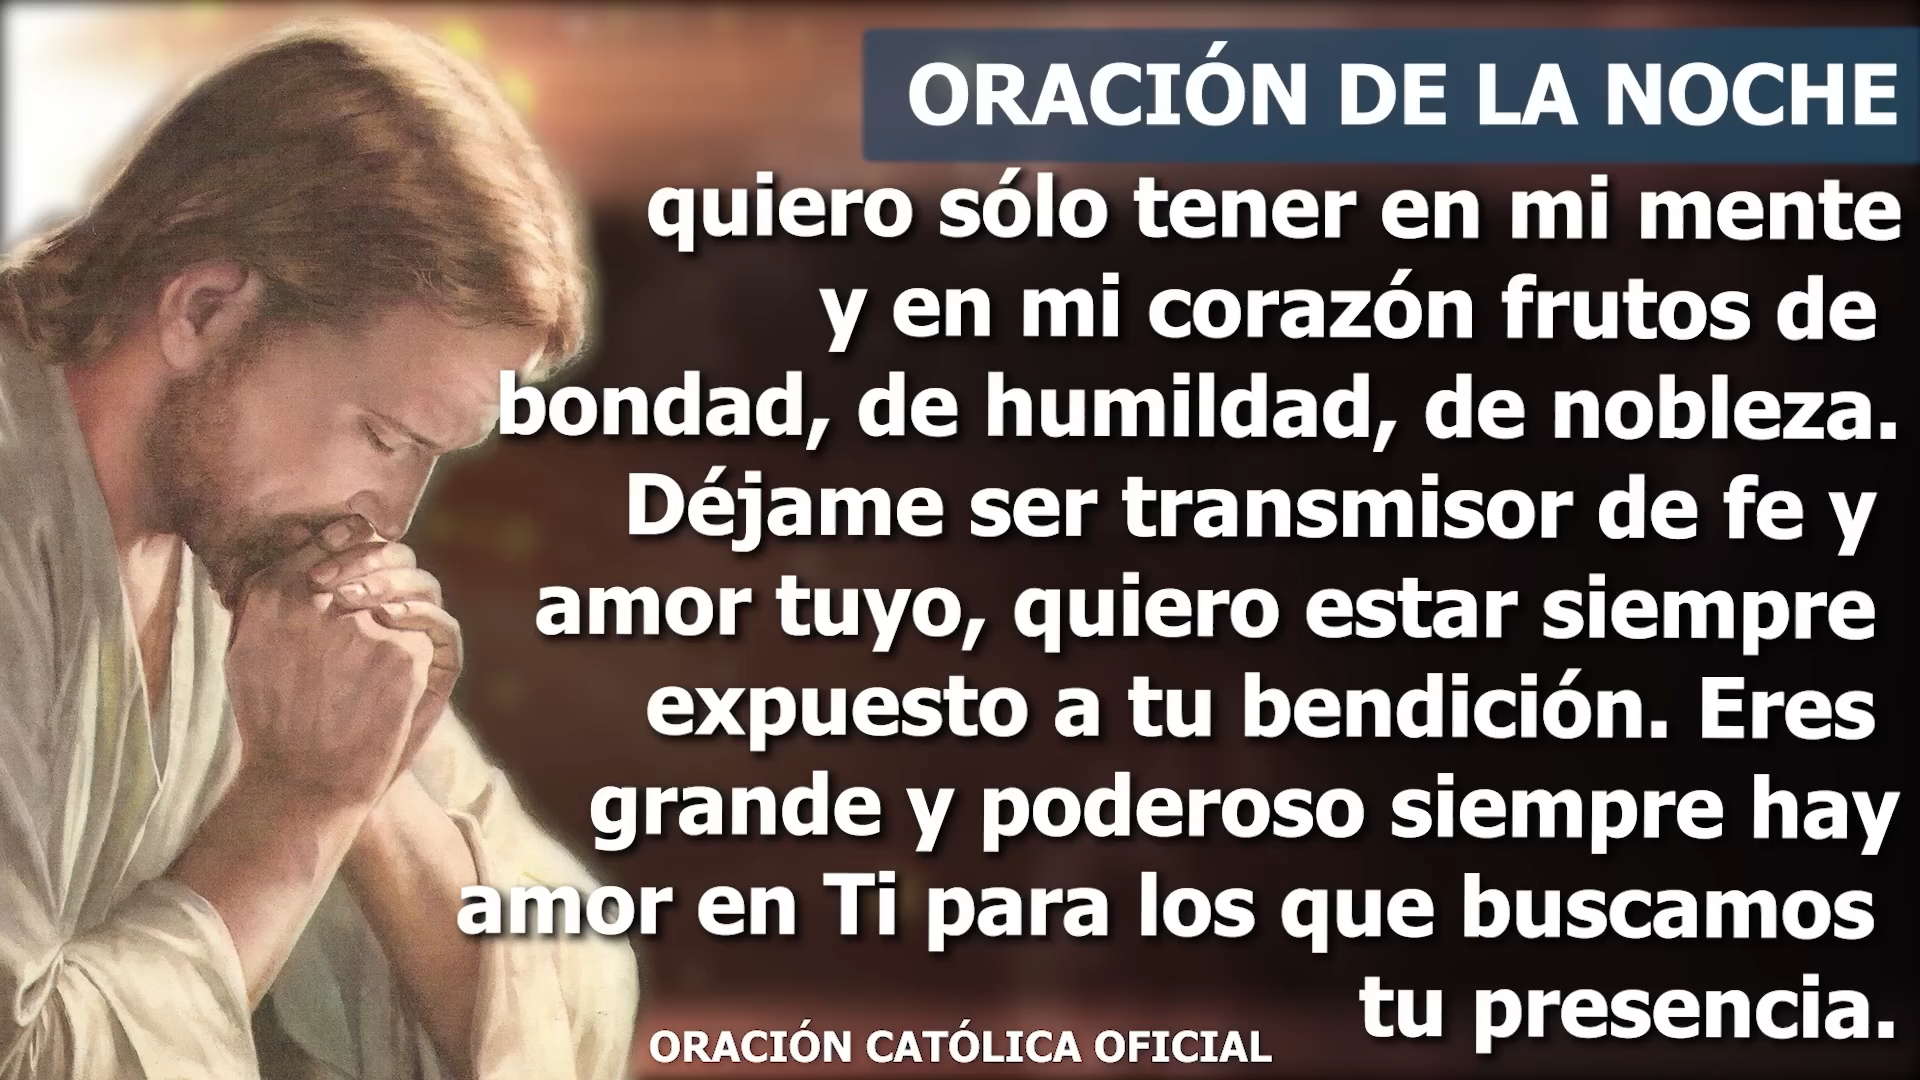 ORACIÓN DE LA NOCHE
quiero sólo tener en mi mente
y en mi corazón frutos de
bondad, de humildad, de nobleza.
Déjame ser transmisor de fe y
amor tuyo, quiero estar siempre
expuesto a tu bendición. Eres
grande y poderoso siempre hay
amor en Ti para los que buscamos
tu presencia.
ORACIÓN CATÓLICA OFICIAL